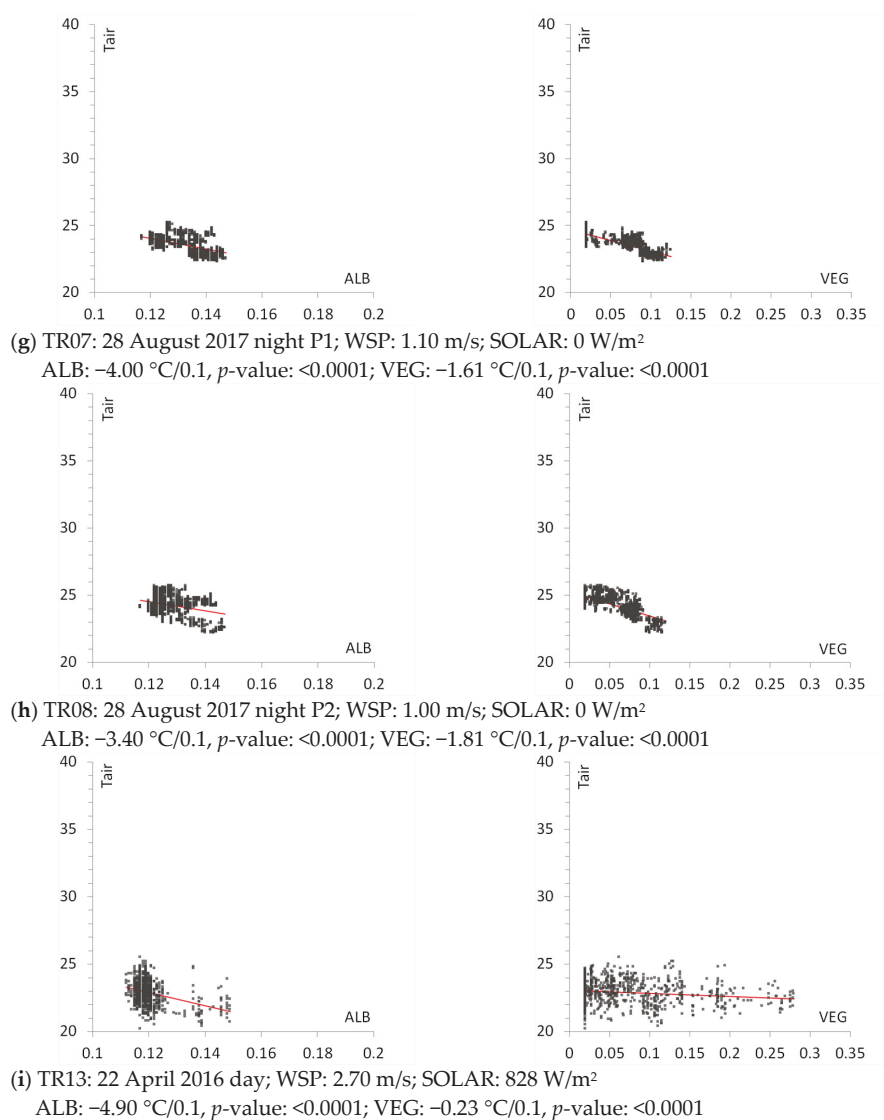 40
35
30
25
20
Tair
ALB
0.1 0.12 0.14 0.16 0.18 0.2
40
35
30
25
20
Tair
VEG
0 0.05 0.1 0.15 0.2 0.25 0.3 0.35
(g) TR07: 28 August 2017 night P1; WSP: 1.10 m/s; SOLAR: 0 W/m²
ALB: −4.00 °C/0.1, p-value: <0.0001; VEG: −1.61 °C/0.1, p-value: <0.0001
40
35
30
25
20
Tair
ALB
0.1 0.12 0.14 0.16 0.18 0.2
40
35
30
25
20
Tair
VEG
0 0.05 0.1 0.15 0.2 0.25 0.3 0.35
(h) TR08: 28 August 2017 night P2; WSP: 1.00 m/s; SOLAR: 0 W/m²
ALB: −3.40 °C/0.1, p-value: <0.0001; VEG: −1.81 °C/0.1, p-value: <0.0001
40
35
30
25
20
Tair
ALB
0.1 0.12 0.14 0.16 0.18 0.2
40
35
30
25
20
Tair
VEG
0 0.05 0.1 0.15 0.2 0.25 0.3 0.35
(i) TR13: 22 April 2016 day; WSP: 2.70 m/s; SOLAR: 828 W/m²
ALB: −4.90 °C/0.1, p-value: <0.0001; VEG: −0.23 °C/0.1, p-value: <0.0001